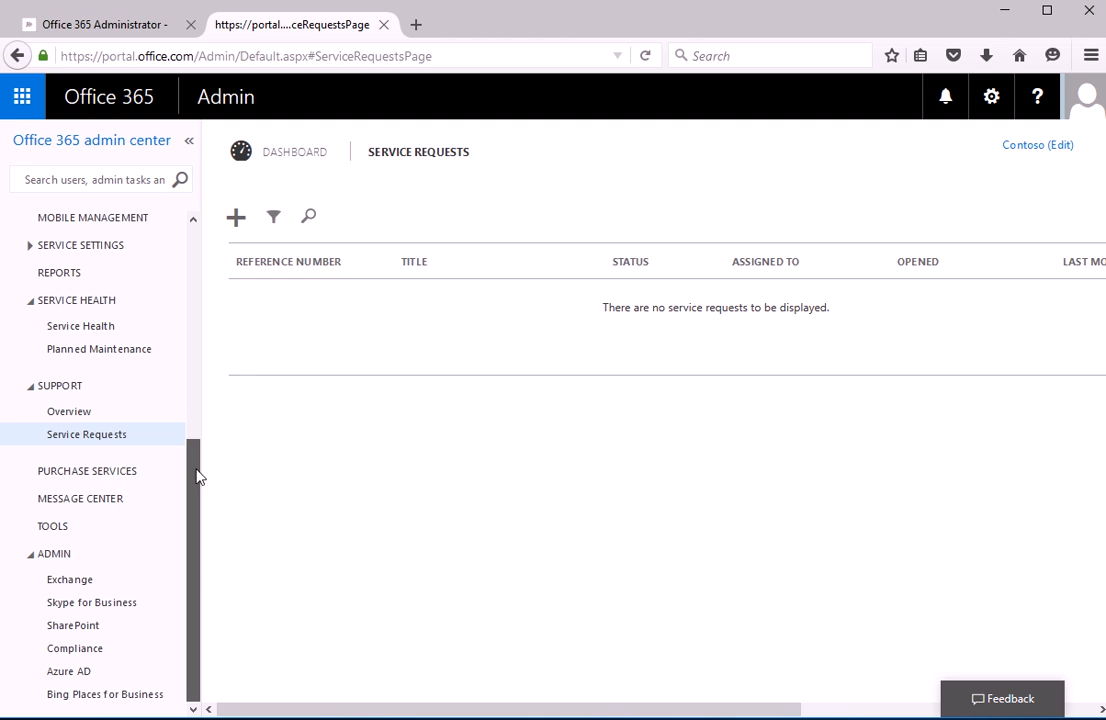 Office 365 Administrator -
https://portal....ceRequestsPage
https://portal.office.com/Admin/Default.aspx#ServiceRequestsPage
Search
Office 365
Admin
?
Office 365 admin center «
Search users, admin tasks an
DASHBOARD
SERVICE REQUESTS
Contoso (Edit)
MOBILE MANAGEMENT
SERVICE SETTINGS
REPORTS
SERVICE HEALTH
Service Health
Planned Maintenance
SUPPORT
Overview
Service Requests
PURCHASE SERVICES
MESSAGE CENTER
TOOLS
ADMIN
Exchange
Skype for Business
SharePoint
Compliance
Azure AD
Bing Places for Business
REFERENCE NUMBER TITLE STATUS ASSIGNED TO OPENED LAST MO
There are no service requests to be displayed.
Feedback